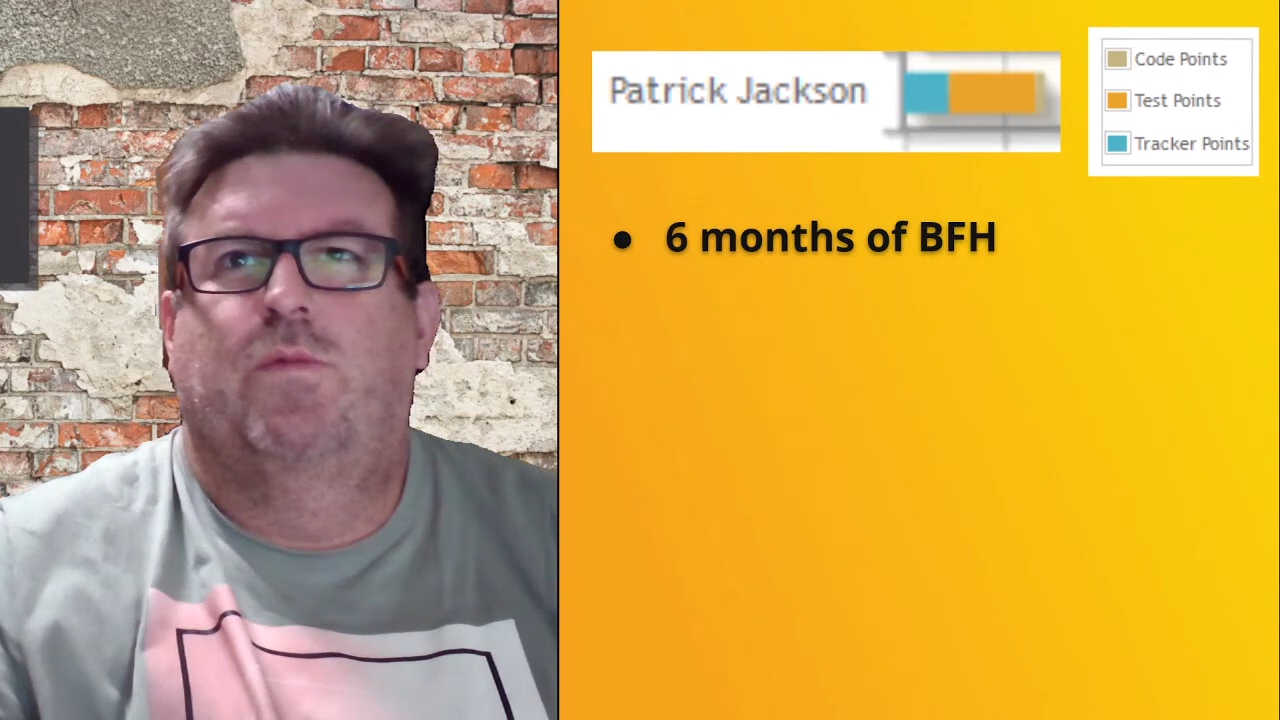 Patrick Jackson
Code Points
Test Points
Tracker Points
• 6 months of BFH